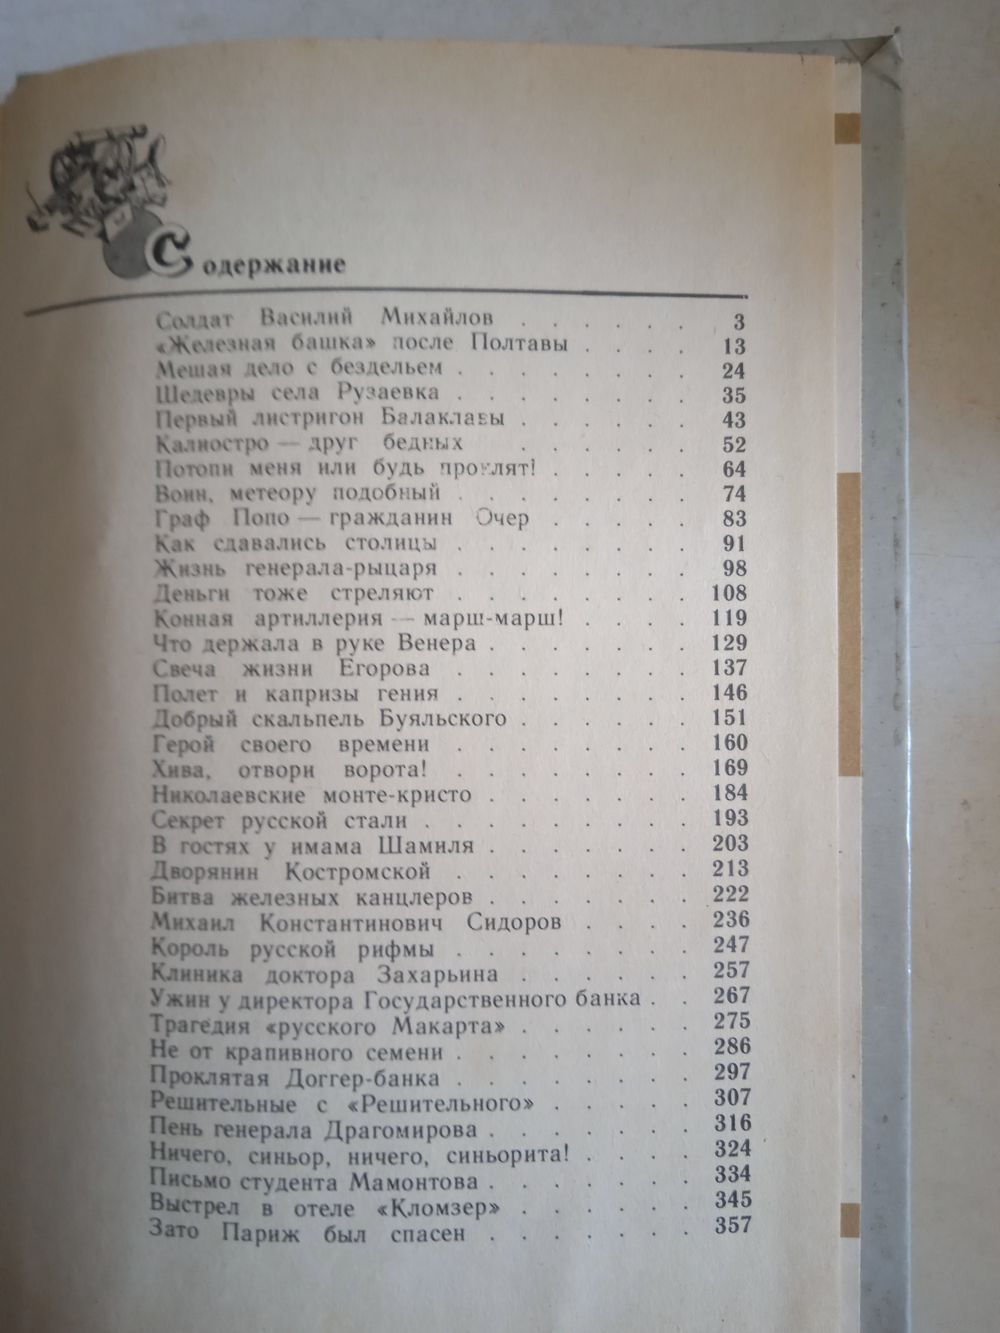 Содержание
Солдат Василий Михайлов . . . . . . 3
«Железная башка» после Полтавы . . . . 13
Мешая дело с бездельем . . . . . . . . 24
Шедевры села Рузаевка . . . . . . . . 35
Первый листригон Балаклавы . . . . . . 43
Калиостро — друг бедных . . . . . . 52
Потопи меня или будь проклят! . . . . . 64
Воин, метеору подобный . . . . . . . . 74
Граф Попо — гражданин Очер . . . . . 83
Как сдавались столицы . . . . . . . . 91
Жизнь генерала-рыцаря . . . . . . . . 98
Деньги тоже стреляют . . . . . . . . 108
Конная артиллерия — марш-марш! . . . . 119
Что держала в руке Венера . . . . . . . 129
Свеча жизни Егорова . . . . . . . . 137
Полет и капризы гения . . . . . . . . 146
Добрый скальпель Буяльского . . . . . . 151
Герой своего времени . . . . . . . . 160
Хива, отвори ворота! . . . . . . . . 169
Николаевские монте-кристо . . . . . . . 184
Секрет русской стали . . . . . . . . . 193
В гостях у имама Шамиля . . . . . . . 203
Дворянин Костромской . . . . . . . . 213
Битва железных канцлеров . . . . . . . 222
Михаил Константинович Сидоров . . . . 236
Король русской рифмы . . . . . . . . 247
Клиника доктора Захарьина . . . . . . 257
Ужин у директора Государственного банка . . 267
Трагедия «русского Макарта» . . . . . . 275
Не от крапивного семени . . . . . . . . 286
Проклятая Доггер-банка . . . . . . . . 297
Решительные с «Решительного» . . . . . 307
Пень генерала Драгомирова . . . . . . . 316
Ничего, синьор, ничего, синьорита! . . . . 324
Письмо студента Мамонтова . . . . . . . 334
Выстрел в отеле «Кломзер» . . . . . . 345
Зато Париж был спасен . . . . . . . 357